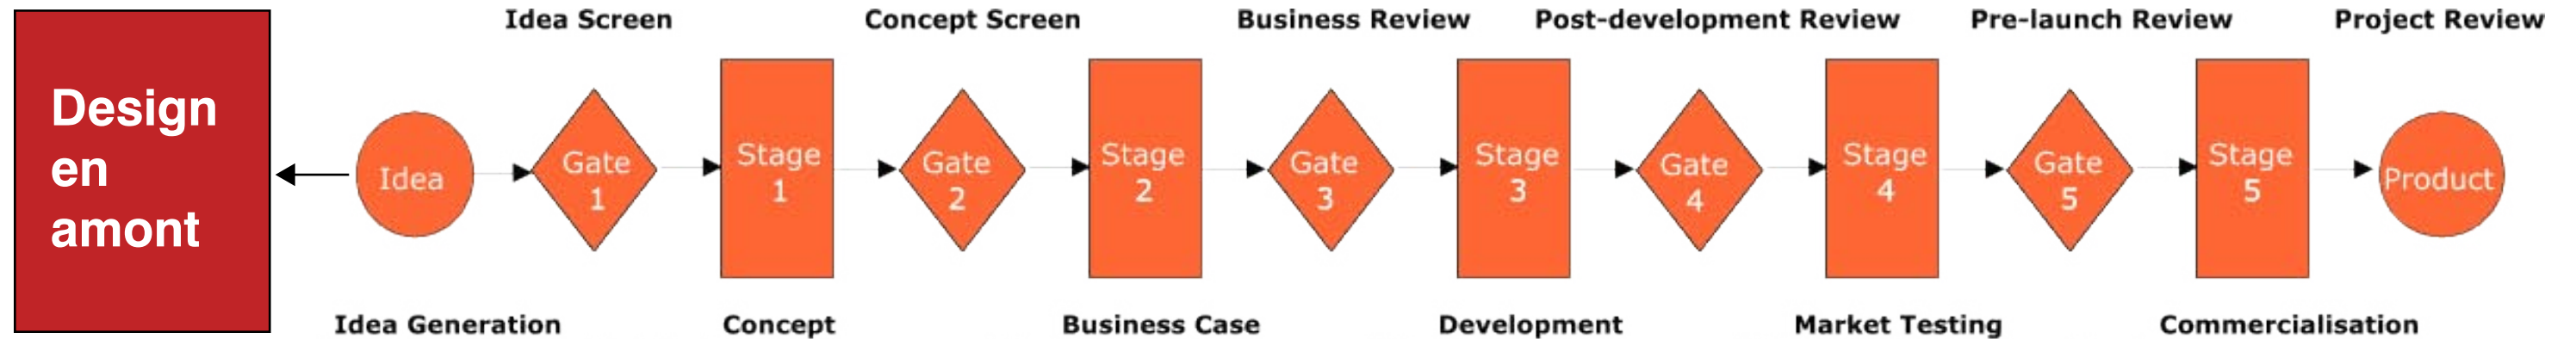 Idea Screen
Concept Screen
Business Review
Post-development Review
Pre-launch Review
Project Review
Design
en
amont
Idea
Gate
1
Stage
1
Gate
2
Stage
2
Gate
3
Stage
3
Gate
4
Stage
4
Gate
5
Stage
5
Product
Idea Generation
Concept
Business Case
Development
Market Testing
Commercialisation